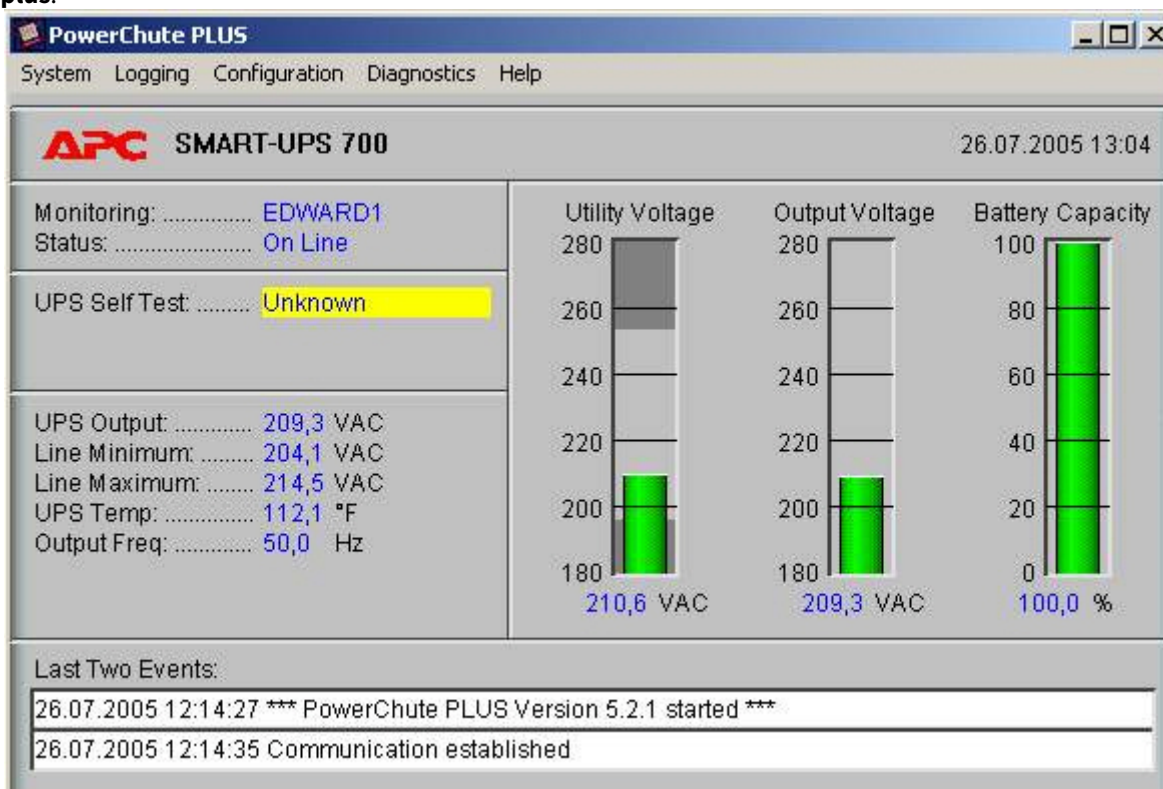 plus.
PowerChute PLUS
System Logging Configuration Diagnostics Help
APC SMART-UPS 700
26.07.2005 13:04
Monitoring: .............. EDWARD1
Status: ...................... On Line
UPS Self Test: ......... Unknown
UPS Output: ............. 209,3 VAC
Line Minimum: ......... 204,1 VAC
Line Maximum: ........ 214,5 VAC
UPS Temp: ............... 112,1 °F
Output Freq: ............. 50,0 Hz
Utility Voltage
280
260
240
220
200
180
210,6 VAC
Output Voltage
280
260
240
220
200
180
209,3 VAC
Battery Capacity
100
80
60
40
20
0
100,0 %
Last Two Events:
26.07.2005 12:14:27 *** PowerChute PLUS Version 5.2.1 started ***
26.07.2005 12:14:35 Communication established